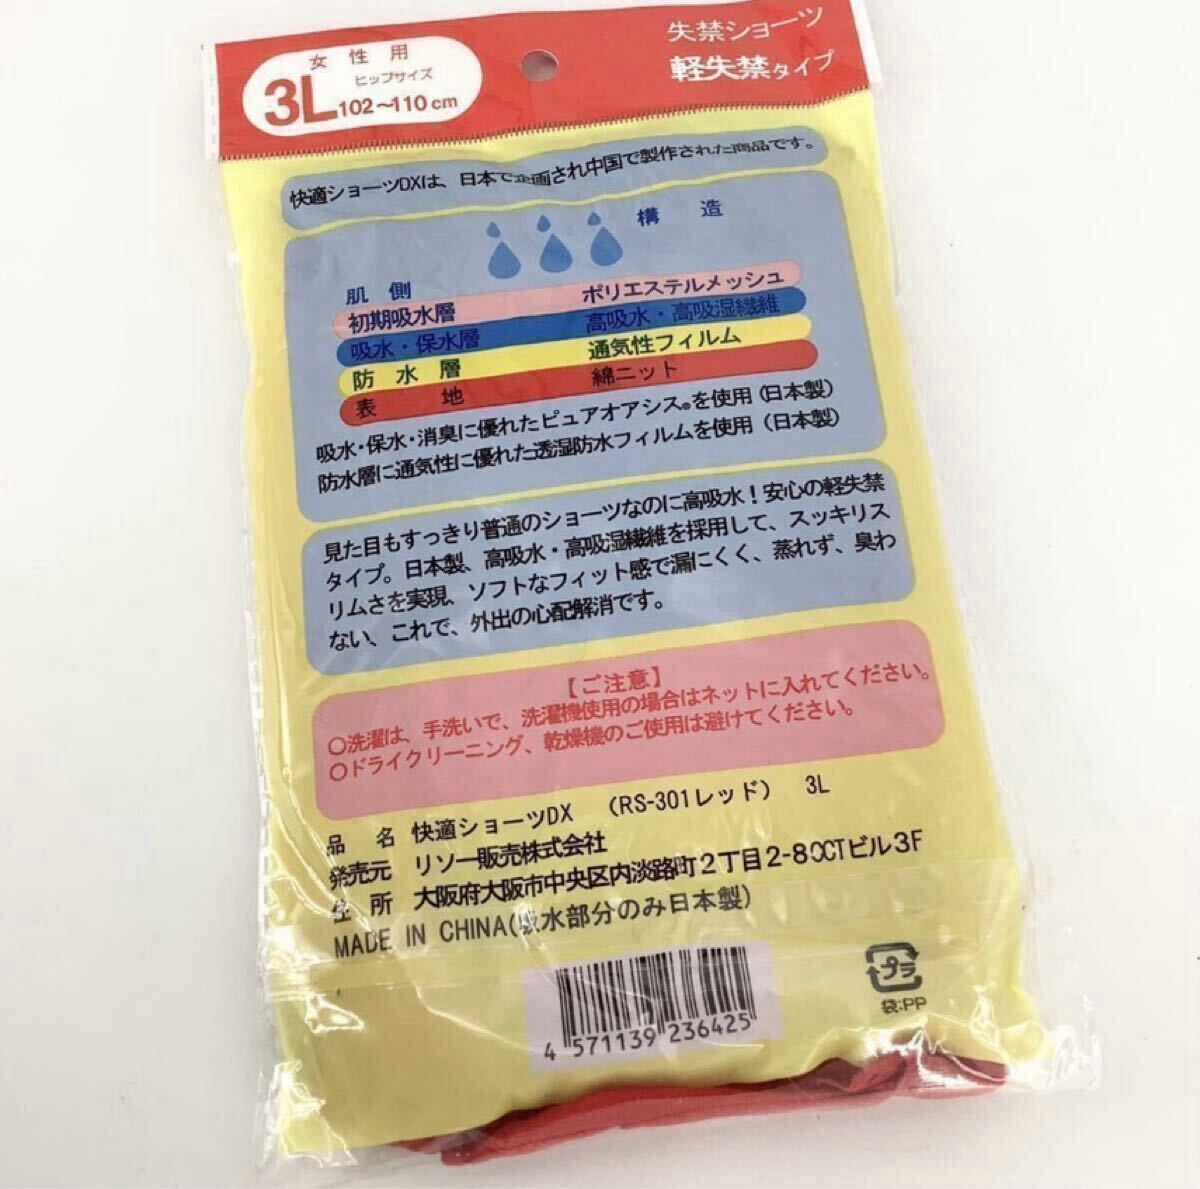 女性用
ヒップサイズ
3L 102～110cm
失禁ショーツ
軽失禁タイプ
快適ショーツDXは、日本で企画され中国で製作された商品です。
構造
肌側
初期吸水層 ポリエステルメッシュ
吸水・保水層 高吸水・高吸湿繊維
防水層 通気性フィルム
表地 綿ニット
吸水・保水・消臭に優れたピュアオアシス®を使用（日本製）
防水層に通気性に優れた透湿防水フィルムを使用（日本製）
見た目もすっきり普通のショーツなのに高吸水！安心の軽失禁
タイプ。日本製、高吸水・高吸湿繊維を採用して、スッキリス
リムさを実現、ソフトなフィット感で漏にくく、蒸れず、臭わ
ない、これで、外出の心配解消です。
【ご注意】
○洗濯は、手洗いで、洗濯機使用の場合はネットに入れてください。
○ドライクリーニング、乾燥機のご使用は避けてください。
品名 快適ショーツDX （RS-301レッド） 3L
発売元 リソー販売株式会社
住所 大阪府大阪市中央区内淡路町２丁目２-８CCTビル３F
MADE IN CHINA(吸水部分のみ日本製)
4 571139 236425
プラ
袋:PP